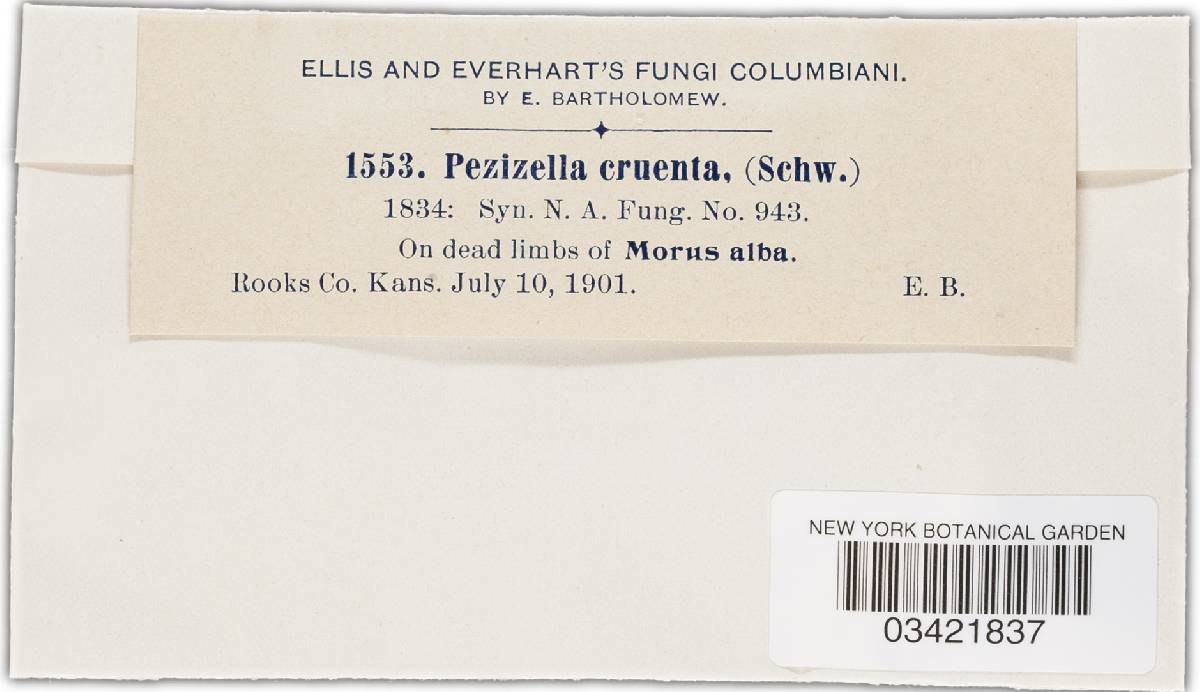 ELLIS AND EVERHART'S FUNGI COLUMBIANI.
BY E. BARTHOLOMEW.
1553. Pezizella cruenta, (Schw.)
1834: Syn. N. A. Fung. No. 943.
On dead limbs of Morus alba.
Rooks Co. Kans. July 10, 1901. E. B.
NEW YORK BOTANICAL GARDEN
03421837